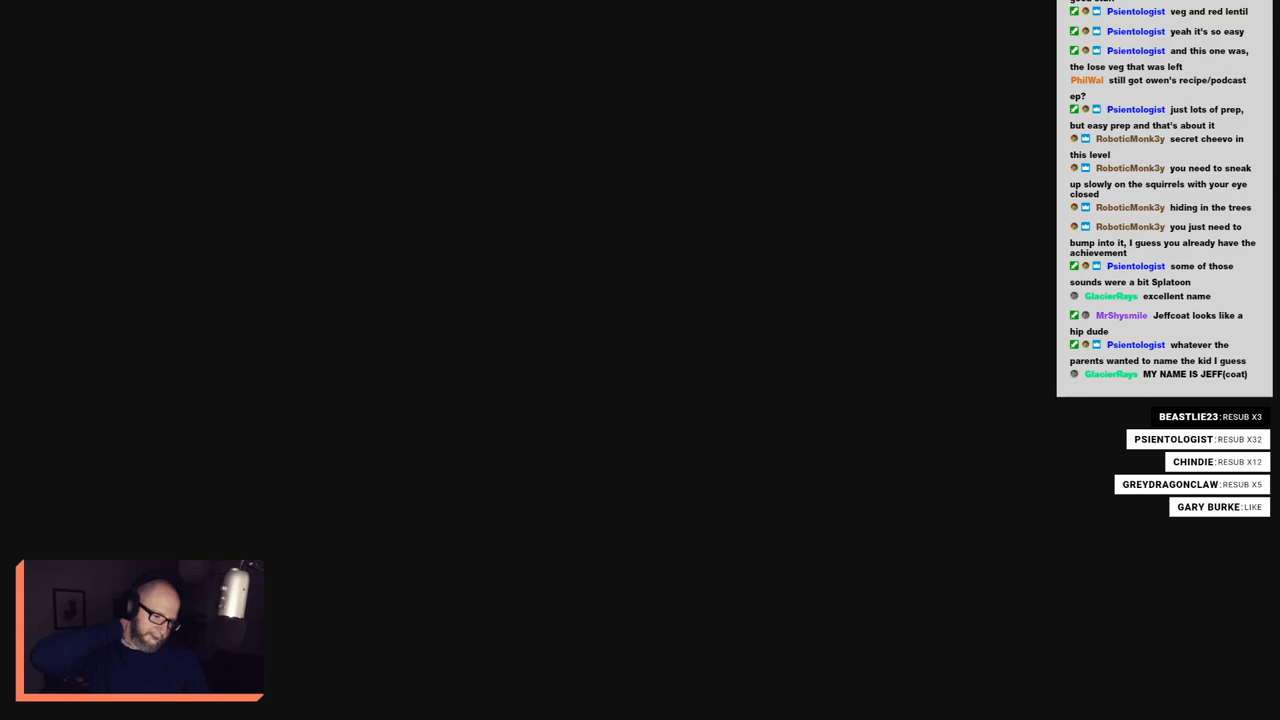 Psientologist veg and red lentil
Psientologist yeah it's so easy
Psientologist and this one was,
the lose veg that was left
PhilWal still got owen's recipe/podcast
ep?
Psientologist just lots of prep,
but easy prep and that's about it
RoboticMonk3y secret cheevo in
this level
RoboticMonk3y you need to sneak
up slowly on the squirrels with your eye
closed
RoboticMonk3y hiding in the trees
RoboticMonk3y you just need to
bump into it, I guess you already have the
achievement
Psientologist some of those
sounds were a bit Splatoon
GlacierRays excellent name
MrShysmile Jeffcoat looks like a
hip dude
Psientologist whatever the
parents wanted to name the kid I guess
GlacierRays MY NAME IS JEFF(coat)
BEASTLIE23:RESUB X3
PSIENTOLOGIST:RESUB X32
CHINDIE:RESUB X12
GREYDRAGONCLAW:RESUB X5
GARY BURKE:LIKE